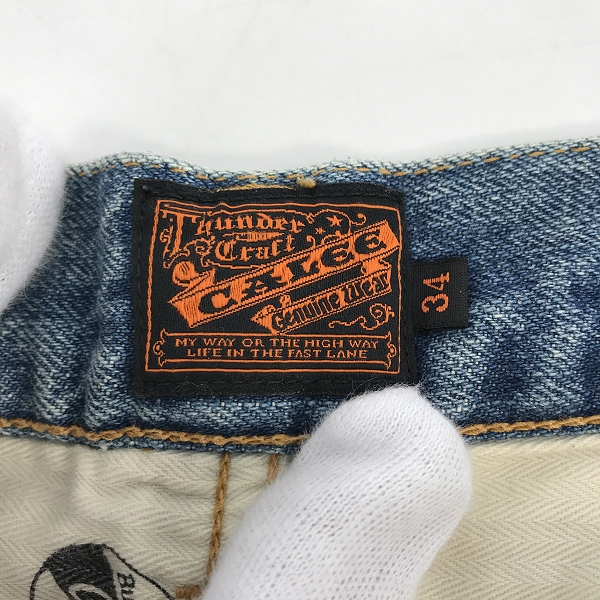 Thunder
Craft
CALEE
Genuine Wear
MY WAY OR THE HIGH WAY
LIFE IN THE FAST LANE
34